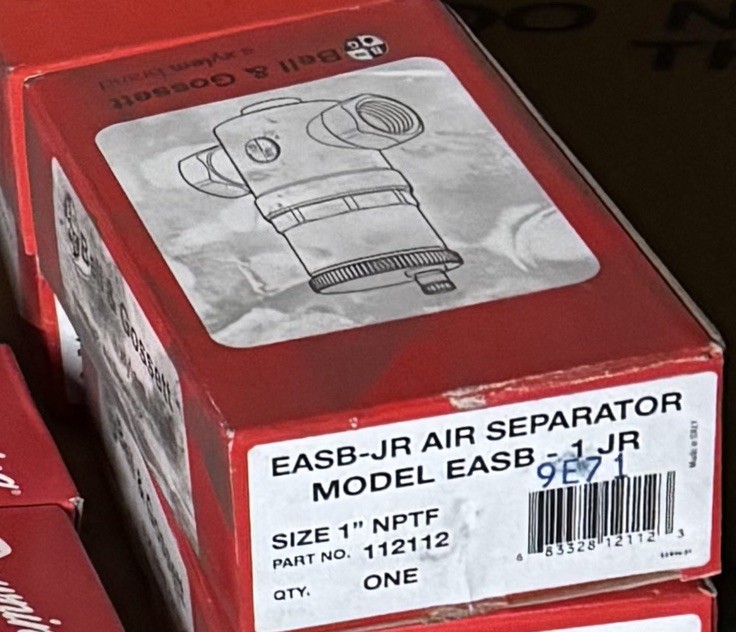 Bell & Gossett
a xylem brand
& Gossett
EASB-JR AIR SEPARATOR
MODEL EASB - 1 JR
9E71
SIZE 1" NPTF
PART NO. 112112
QTY. ONE
6 83328 12112 3
Made in ITALY